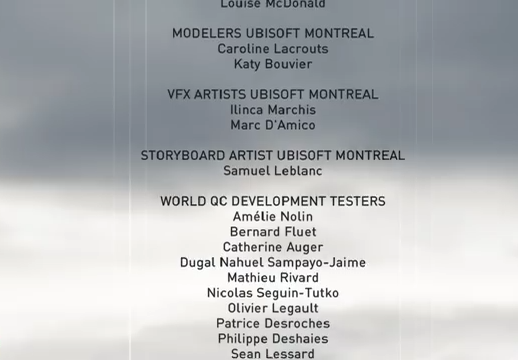 Louise McDonald
MODELERS UBISOFT MONTREAL
Caroline Lacrouts
Katy Bouvier
VFX ARTISTS UBISOFT MONTREAL
Ilinca Marchis
Marc D'Amico
STORYBOARD ARTIST UBISOFT MONTREAL
Samuel Leblanc
WORLD QC DEVELOPMENT TESTERS
Amélie Nolin
Bernard Fluet
Catherine Auger
Dugal Nahuel Sampayo-Jaime
Mathieu Rivard
Nicolas Seguin-Tutko
Olivier Legault
Patrice Desroches
Philippe Deshaies
Sean Lessard